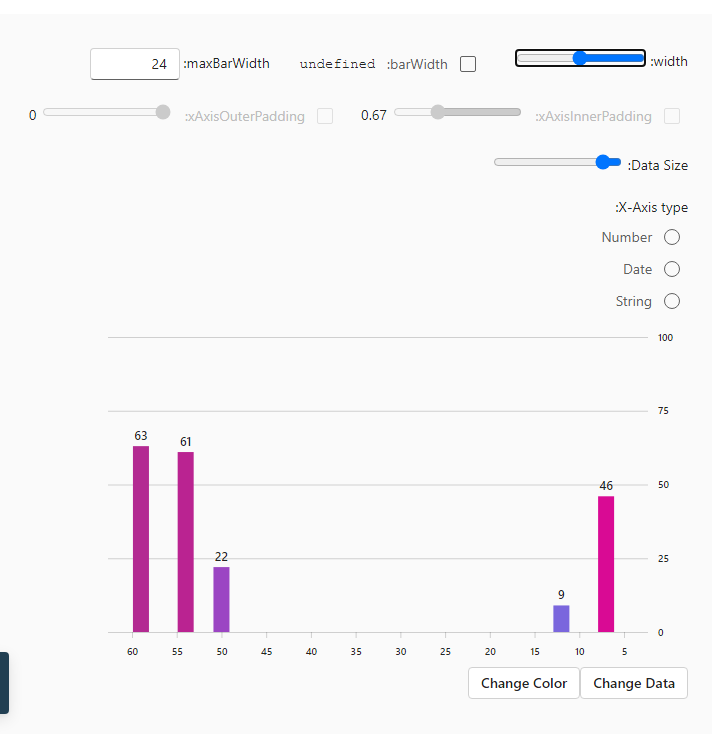 :width
:barWidth undefined
:maxBarWidth 24
:xAxisInnerPadding 0.67
:xAxisOuterPadding 0
:Data Size
:X-Axis type
Number
Date
String
100
75
50
25
0
63
61
22
9
46
60 55 50 45 40 35 30 25 20 15 10 5
Change Color Change Data